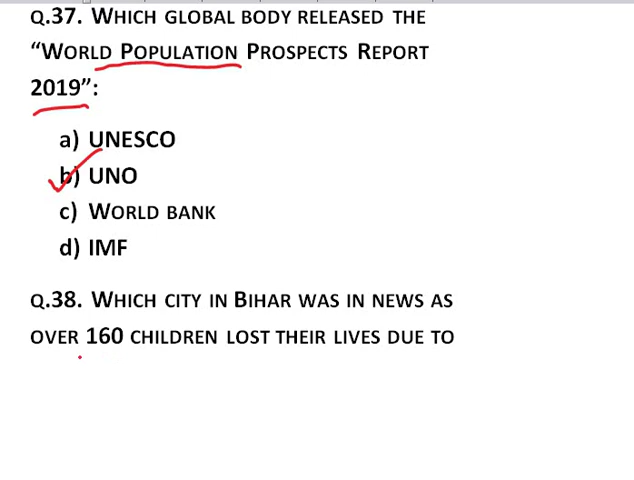 Q.37. Which global body released the
“World Population Prospects Report
2019”:
a) UNESCO
b) UNO
c) World bank
d) IMF
Q.38. Which city in Bihar was in news as
over 160 children lost their lives due to